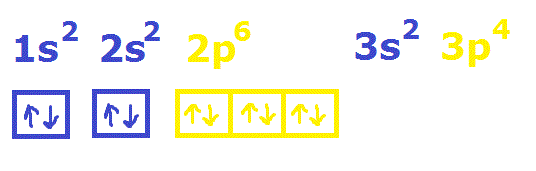 1s² 2s² 2p⁶ 3s² 3p⁴
↑↓ ↑↓ ↑↓ ↑↓ ↑↓